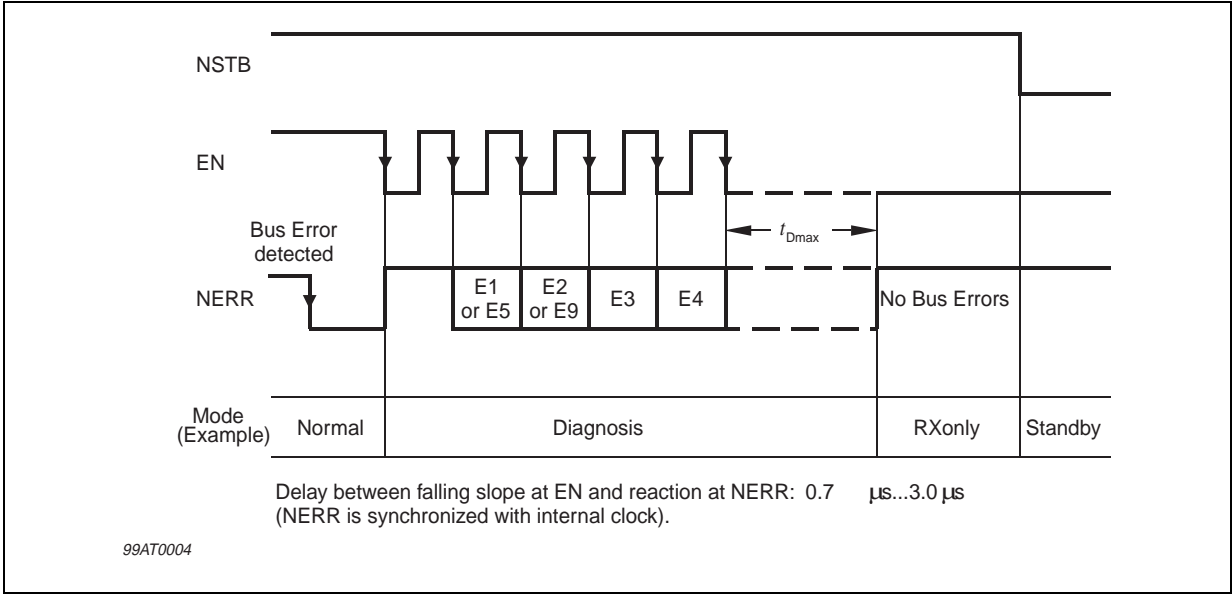 NSTB
EN
Bus Error
detected
NERR
t Dmax
E1
or E5
E2
or E9
E3
E4
No Bus Errors
Mode
(Example)
Normal
Diagnosis
RXonly
Standby
Delay between falling slope at EN and reaction at NERR: 0.7 µs...3.0 µs
(NERR is synchronized with internal clock).
99AT0004